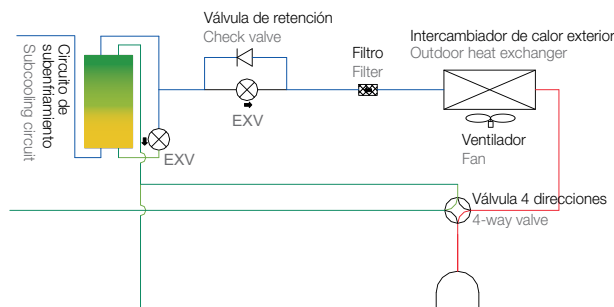 Válvula de retención
Check valve
Intercambiador de calor exterior
Outdoor heat exchanger
Filtro
Filter
Circuito de
subenfriamiento
Subcooling circuit
EXV
EXV
Ventilador
Fan
Válvula 4 direcciones
4-way valve